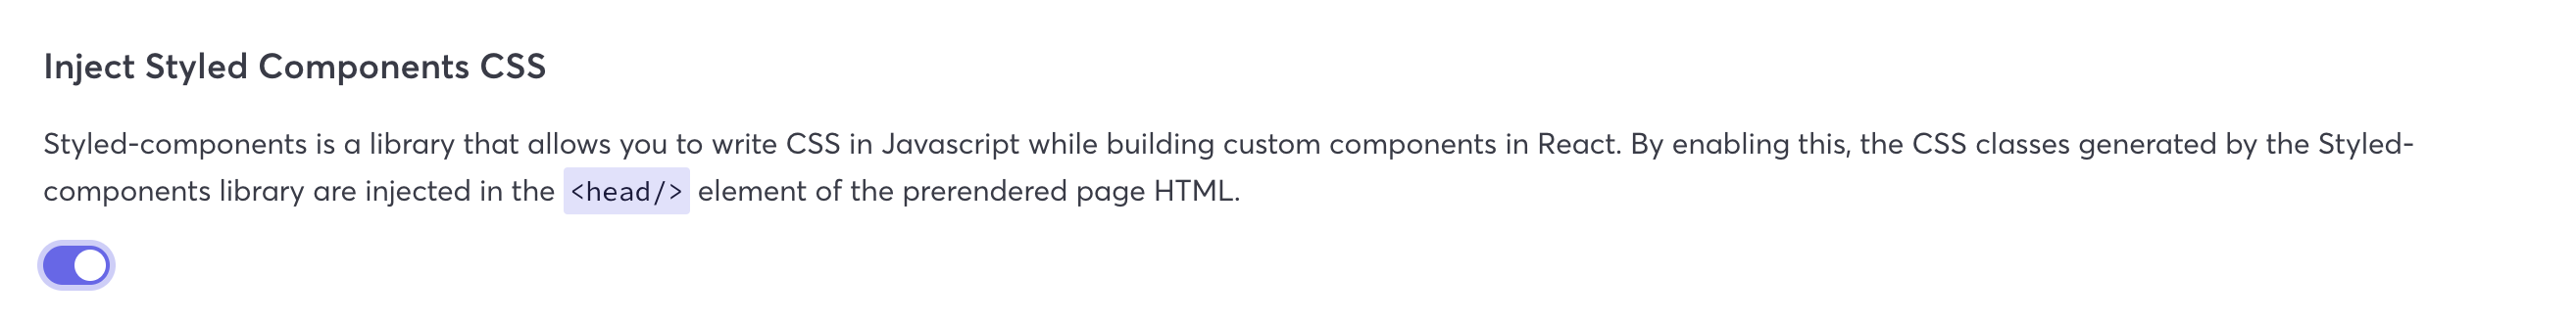 Inject Styled Components CSS
Styled-components is a library that allows you to write CSS in Javascript while building custom components in React. By enabling this, the CSS classes generated by the Styled-
components library are injected in the <head/> element of the prerendered page HTML.